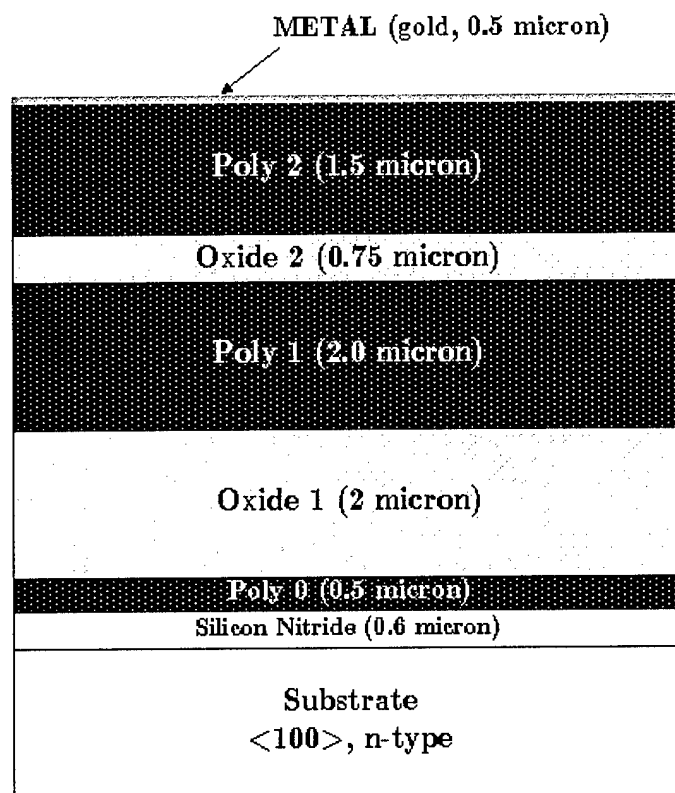 METAL (gold, 0.5 micron)
Poly 2 (1.5 micron)
Oxide 2 (0.75 micron)
Poly 1 (2.0 micron)
Oxide 1 (2 micron)
Poly 0 (0.5 micron)
Silicon Nitride (0.6 micron)
Substrate
<100>, n-type